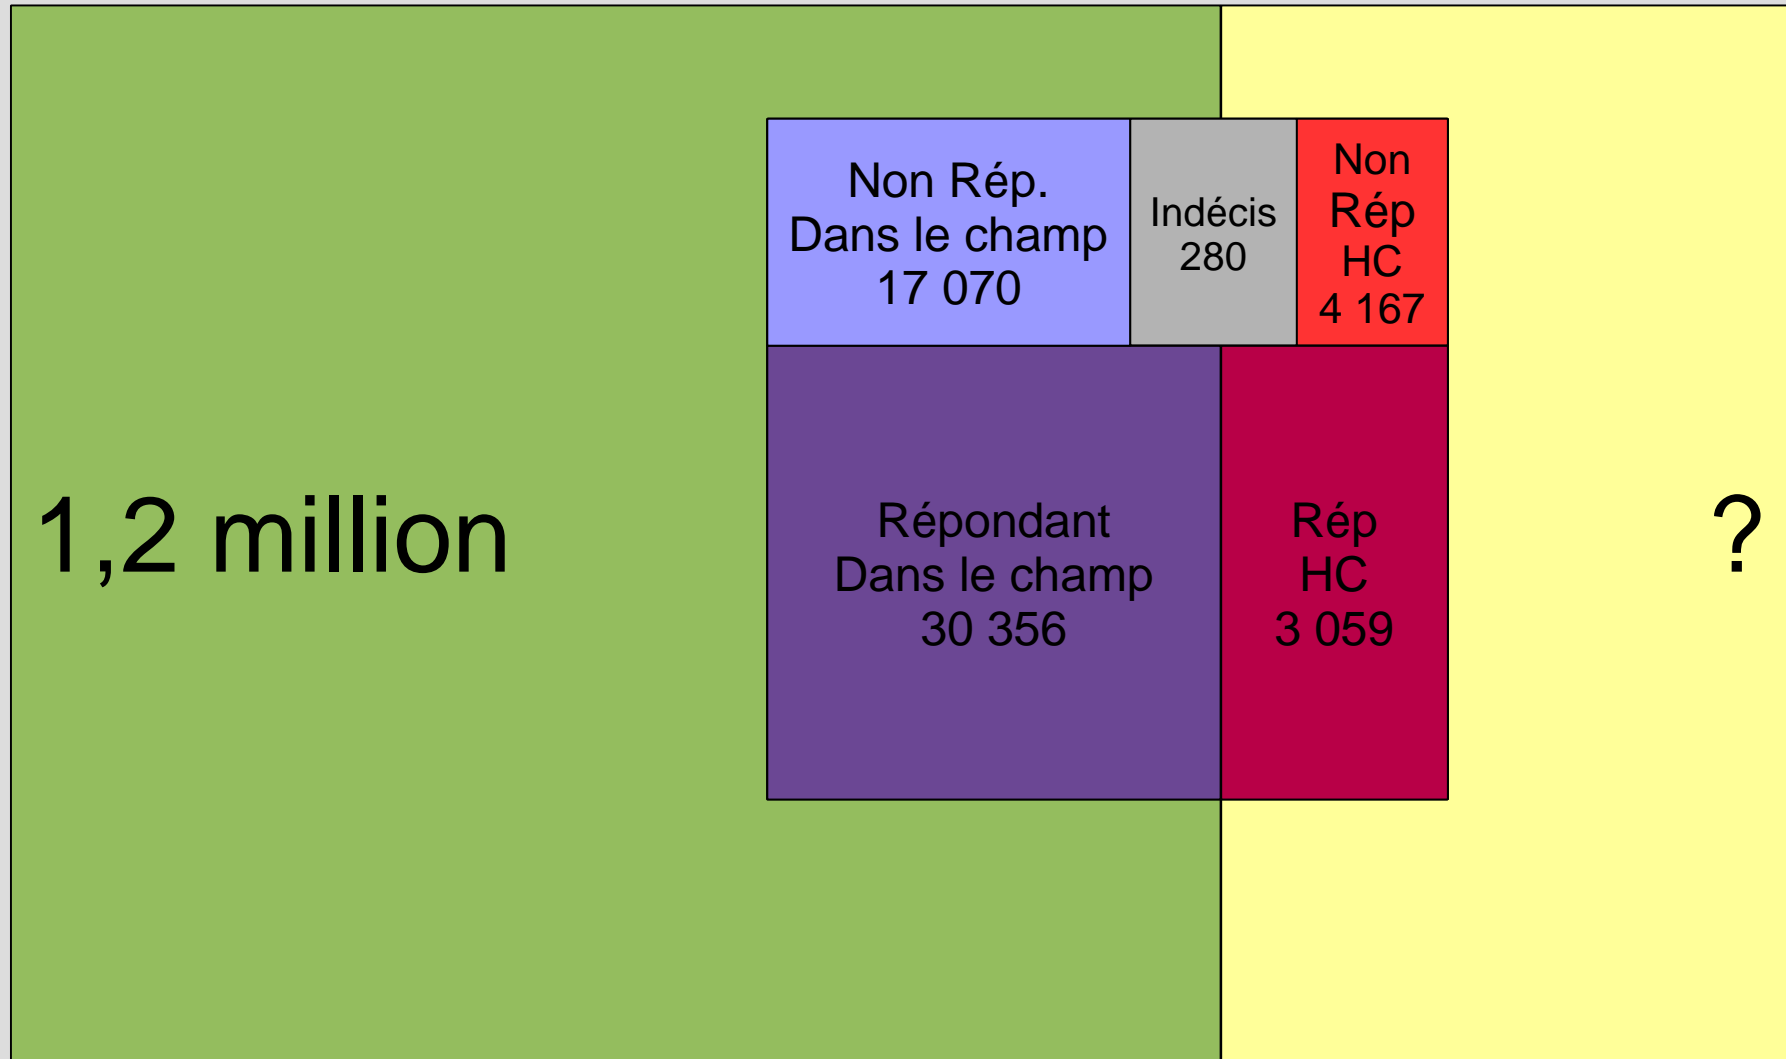 1,2 million
Non Rép.
Dans le champ
17 070
Indécis
280
Non
Rép
HC
4 167
Répondant
Dans le champ
30 356
Rép
HC
3 059
?